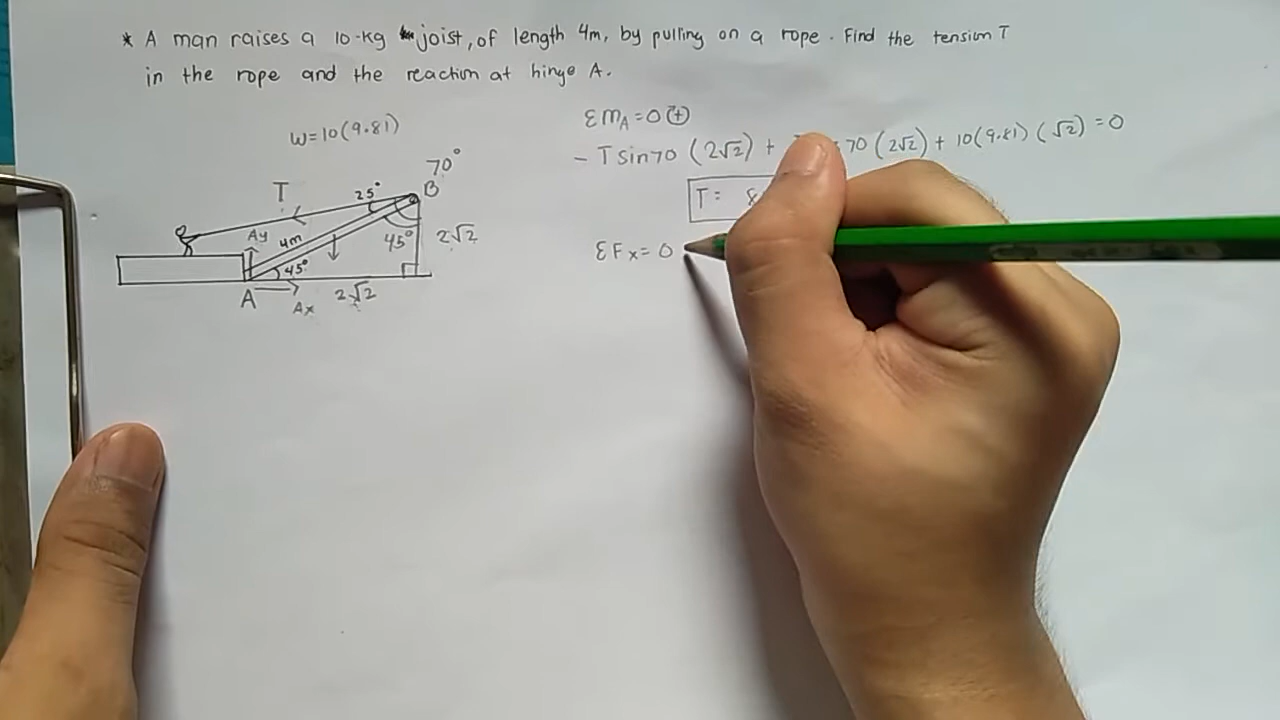 * A man raises a 10-kg joist, of length 4m, by pulling on a rope. Find the tension T
in the rope and the reaction at hinge A.
W=10(9.81)
ΣMA=0 (+)
- Tsin70 (2√2) + 70 (2√2) + 10(9.81) (√2) = 0
T = 8
ΣFx=0
70°
B
T
25°
Ay
4m
45°
2√2
45°
A
Ax
2√2